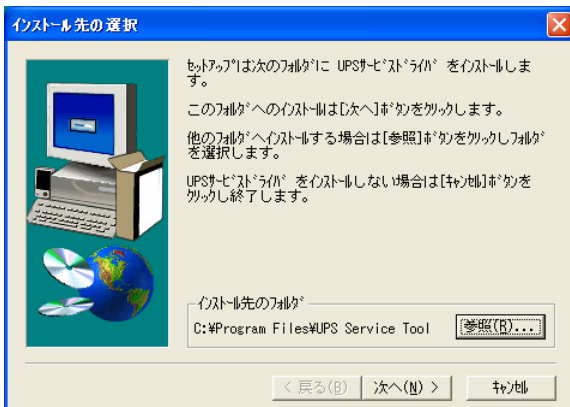 インストール先の選択
セットアップは次のフォルダに UPSサービスドライバ をインストールしま
す。
このフォルダへのインストールは[次へ]ボタンをクリックします。
他のフォルダへインストールする場合は[参照]ボタンをクリックしフォルダ
を選択します。
UPSサービスドライバ をインストールしない場合は[キャンセル]ボタンを
クリックし終了します。
インストール先のフォルダ
C:¥Program Files¥UPS Service Tool
参照(R)...
< 戻る(B)
次へ(N) >
キャンセル